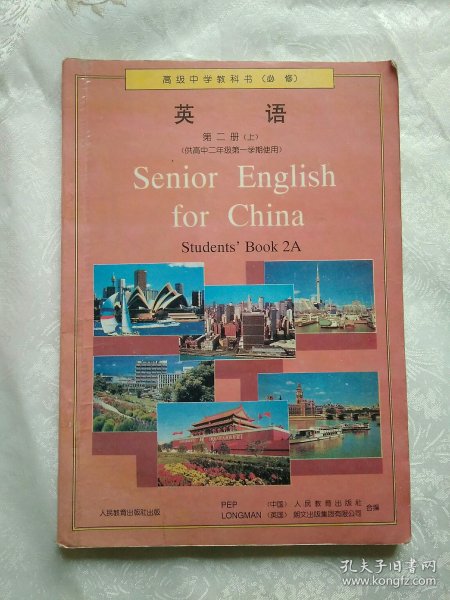 高级中学教科书（必修）
英语
第二册（上）
（供高中二年级第一学期使用）
Senior English
for China
Students' Book 2A
人民教育出版社出版
PEP （中国）人民教育出版社
LONGMAN （英国）朗文出版集团有限公司
合编
孔夫子旧书网
www.kongfz.com